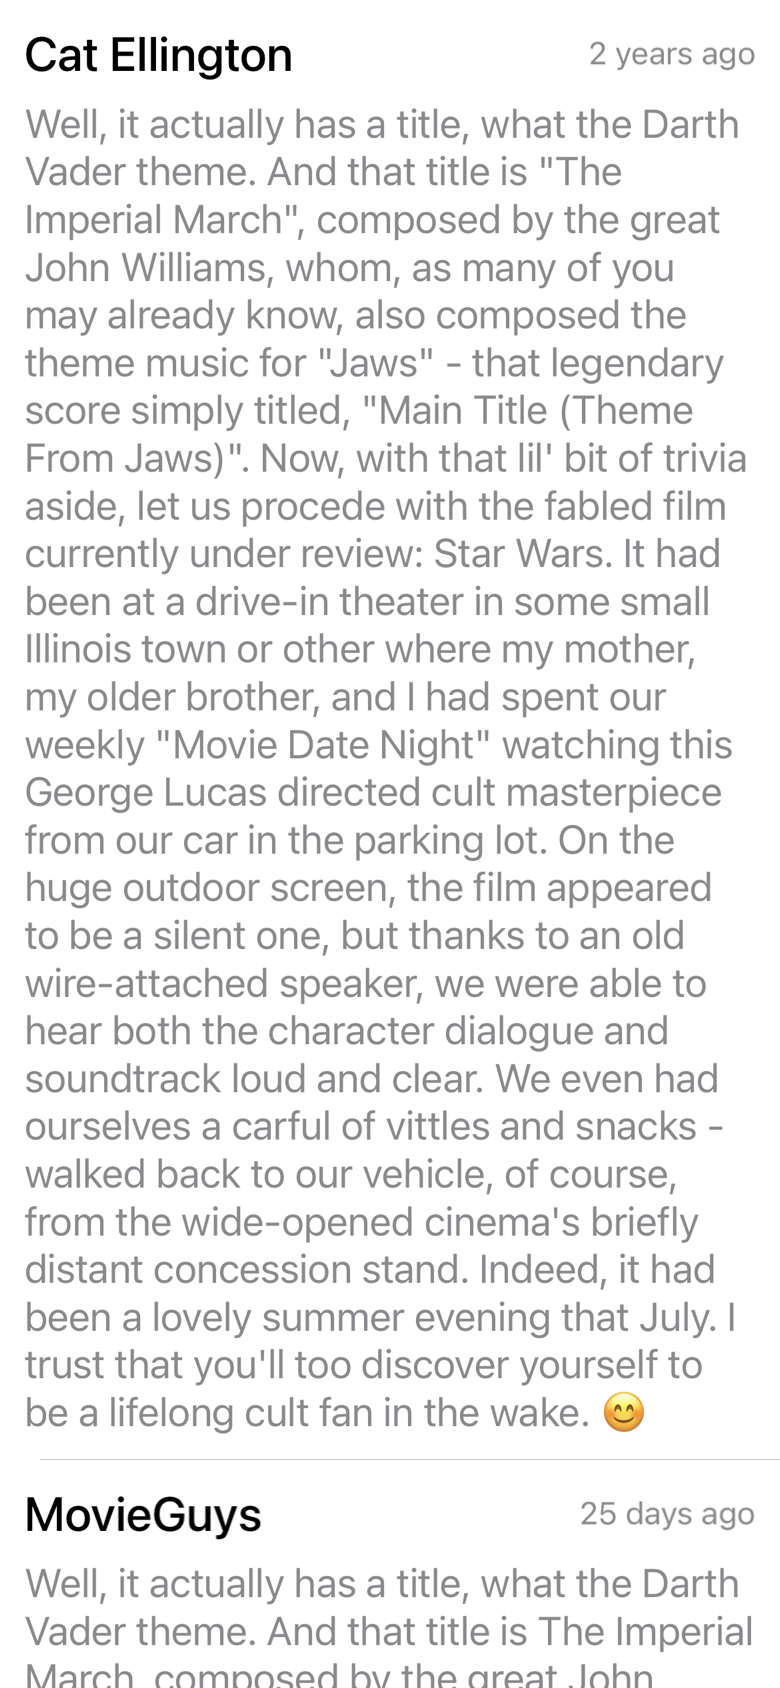 Cat Ellington
2 years ago
Well, it actually has a title, what the Darth
Vader theme. And that title is "The
Imperial March", composed by the great
John Williams, whom, as many of you
may already know, also composed the
theme music for "Jaws" - that legendary
score simply titled, "Main Title (Theme
From Jaws)". Now, with that lil' bit of trivia
aside, let us procede with the fabled film
currently under review: Star Wars. It had
been at a drive-in theater in some small
Illinois town or other where my mother,
my older brother, and I had spent our
weekly "Movie Date Night" watching this
George Lucas directed cult masterpiece
from our car in the parking lot. On the
huge outdoor screen, the film appeared
to be a silent one, but thanks to an old
wire-attached speaker, we were able to
hear both the character dialogue and
soundtrack loud and clear. We even had
ourselves a carful of vittles and snacks -
walked back to our vehicle, of course,
from the wide-opened cinema's briefly
distant concession stand. Indeed, it had
been a lovely summer evening that July. I
trust that you'll too discover yourself to
be a lifelong cult fan in the wake. 😊
MovieGuys
25 days ago
Well, it actually has a title, what the Darth
Vader theme. And that title is The Imperial
March, composed by the great John